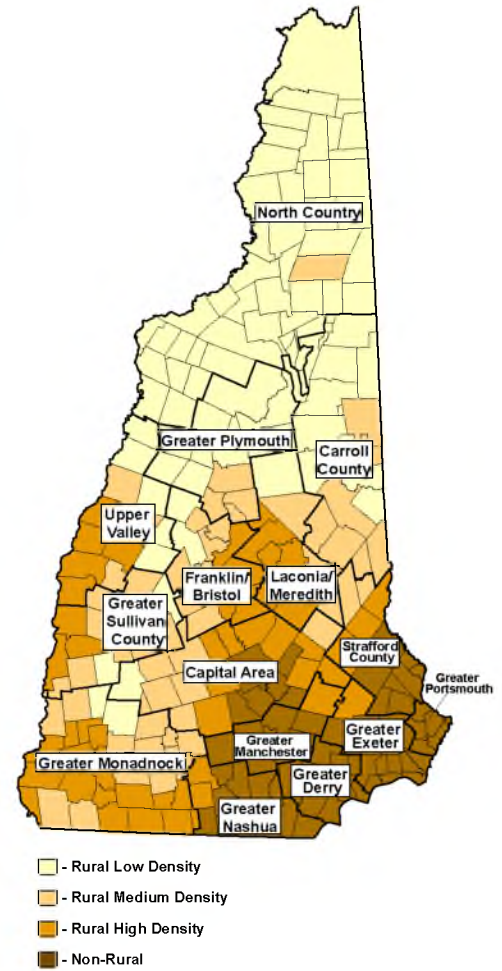 North Country
Greater Plymouth
Carroll
County
Upper
Valley
Franklin/
Bristol
Laconia/
Meredith
Greater
Sullivan
County
Strafford
County
Capital Area
Greater
Portsmouth
Greater
Exeter
Greater
Manchester
Greater Monadnock
Greater
Derry
Greater
Nashua
- Rural Low Density
- Rural Medium Density
- Rural High Density
- Non-Rural